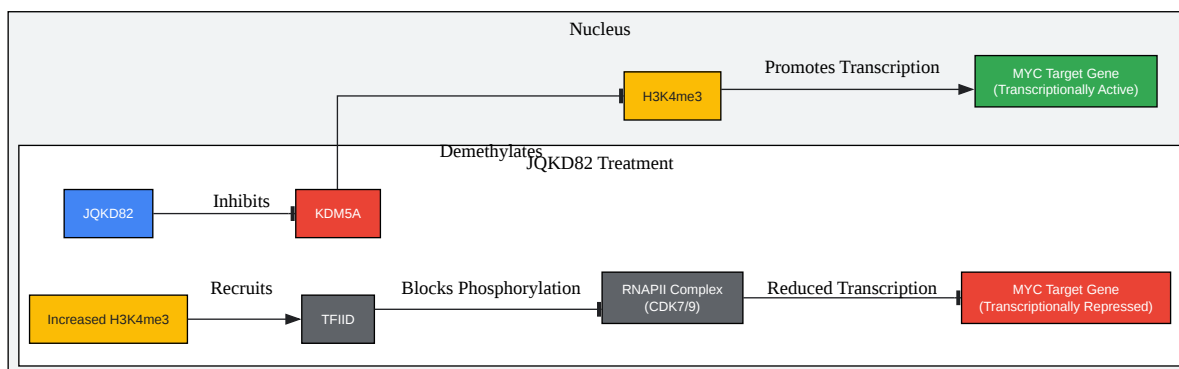 Nucleus
Promotes Transcription
MYC Target Gene
(Transcriptionally Active)
H3K4me3
Demethylates
JQKD82 Treatment
JQKD82
Inhibits
KDM5A
Increased H3K4me3
Recruits
TFIID
Blocks Phosphorylation
RNAPII Complex
(CDK7/9)
Reduced Transcription
MYC Target Gene
(Transcriptionally Repressed)